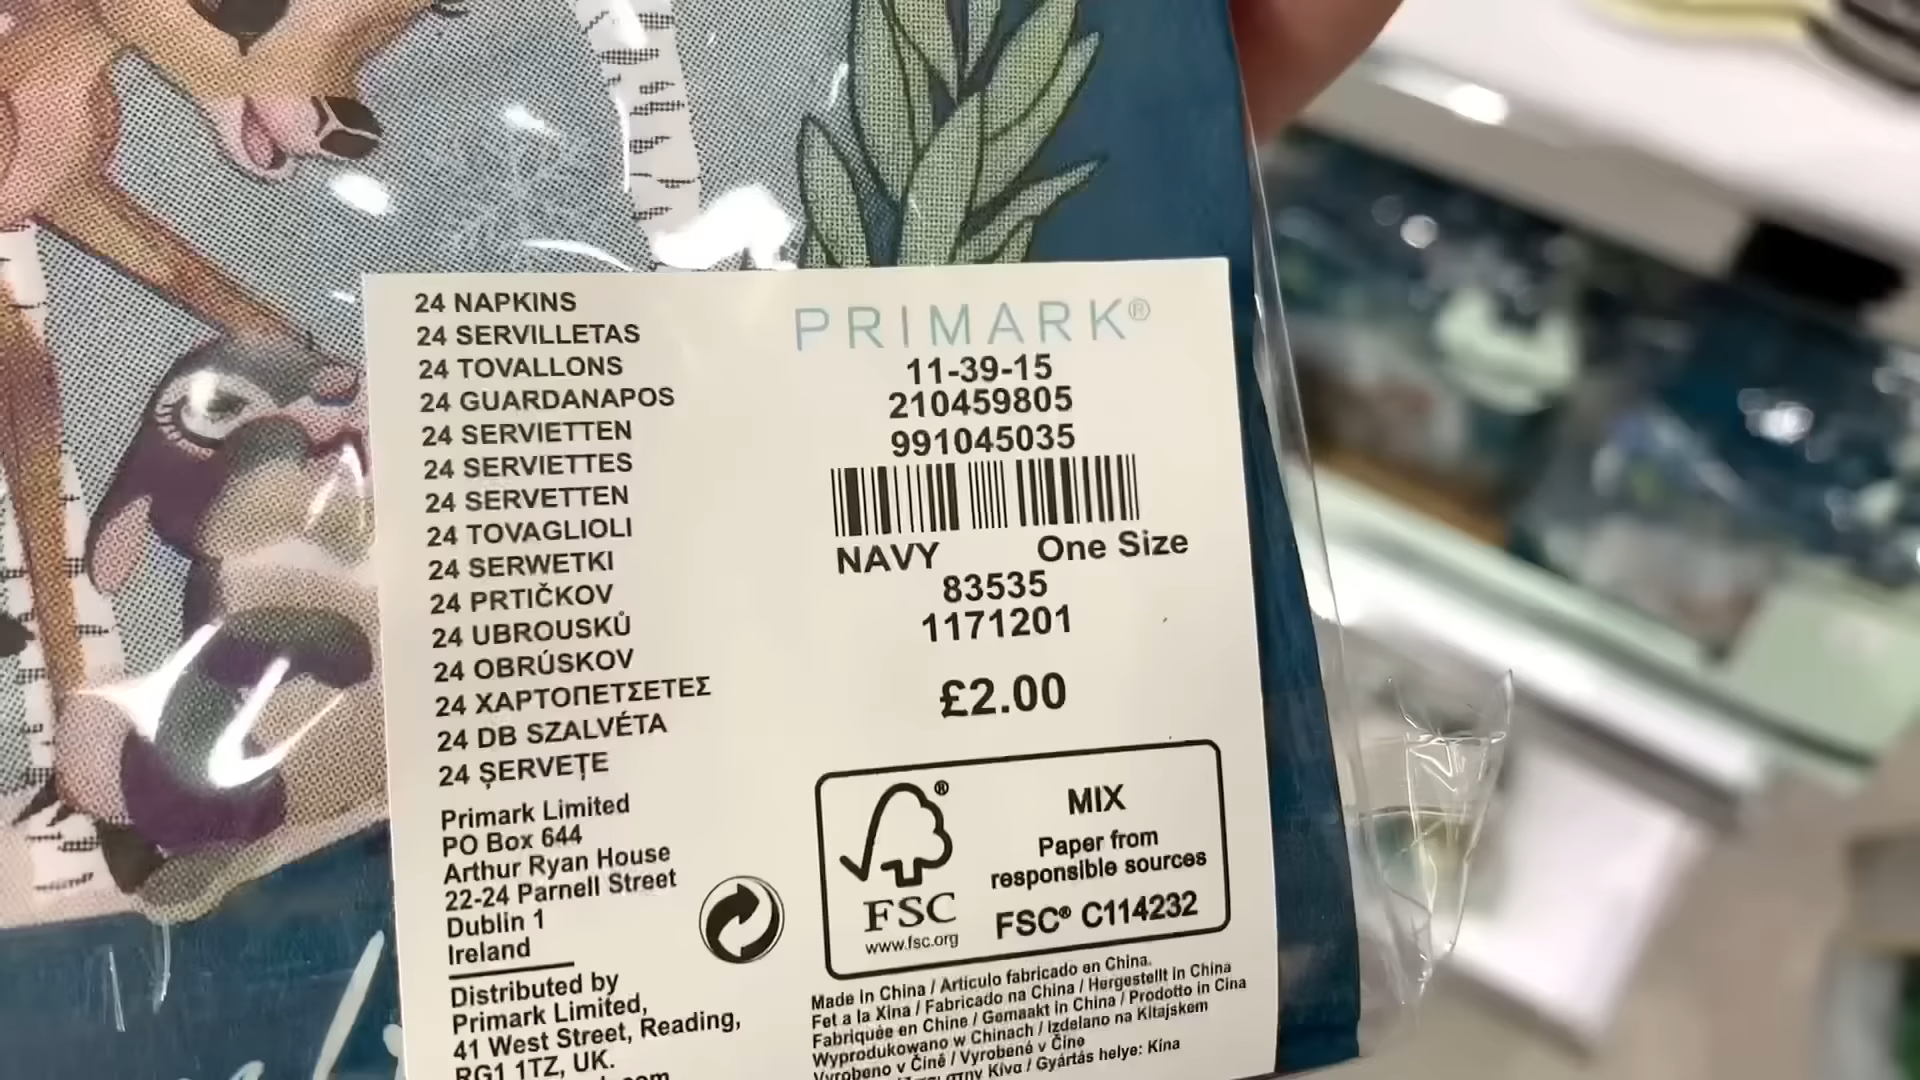 24 NAPKINS
24 SERVILLETAS
24 TOVALLONS
24 GUARDANAPOS
24 SERVIETTEN
24 SERVIETTES
24 SERVETTEN
24 TOVAGLIOLI
24 SERWETKI
24 PRTIČKOV
24 UBROUSKŮ
24 OBRÚSKOV
24 ΧΑΡΤΟΠΕΤΣΕΤΕΣ
24 DB SZALVÉTA
24 ȘERVEȚE
Primark Limited
PO Box 644
Arthur Ryan House
22-24 Parnell Street
Dublin 1
Ireland
Distributed by
Primark Limited,
41 West Street, Reading,
RG1 1TZ, UK.
PRIMARK®
11-39-15
210459805
991045035
NAVY One Size
83535
1171201
£2.00
FSC®
www.fsc.org
MIX
Paper from
responsible sources
FSC® C114232
Made in China / Artículo fabricado en China.
Fet a la Xina / Fabricado na China / Hergestellt in China
Fabriquée en Chine / Gemaakt in China / Prodotto in Cina
Wyprodukowano w Chinach / Izdelano na Kitajskem
Vyrobeno v Číně / Vyrobené v Číne
Κίνα / Gyártás helye: Kína